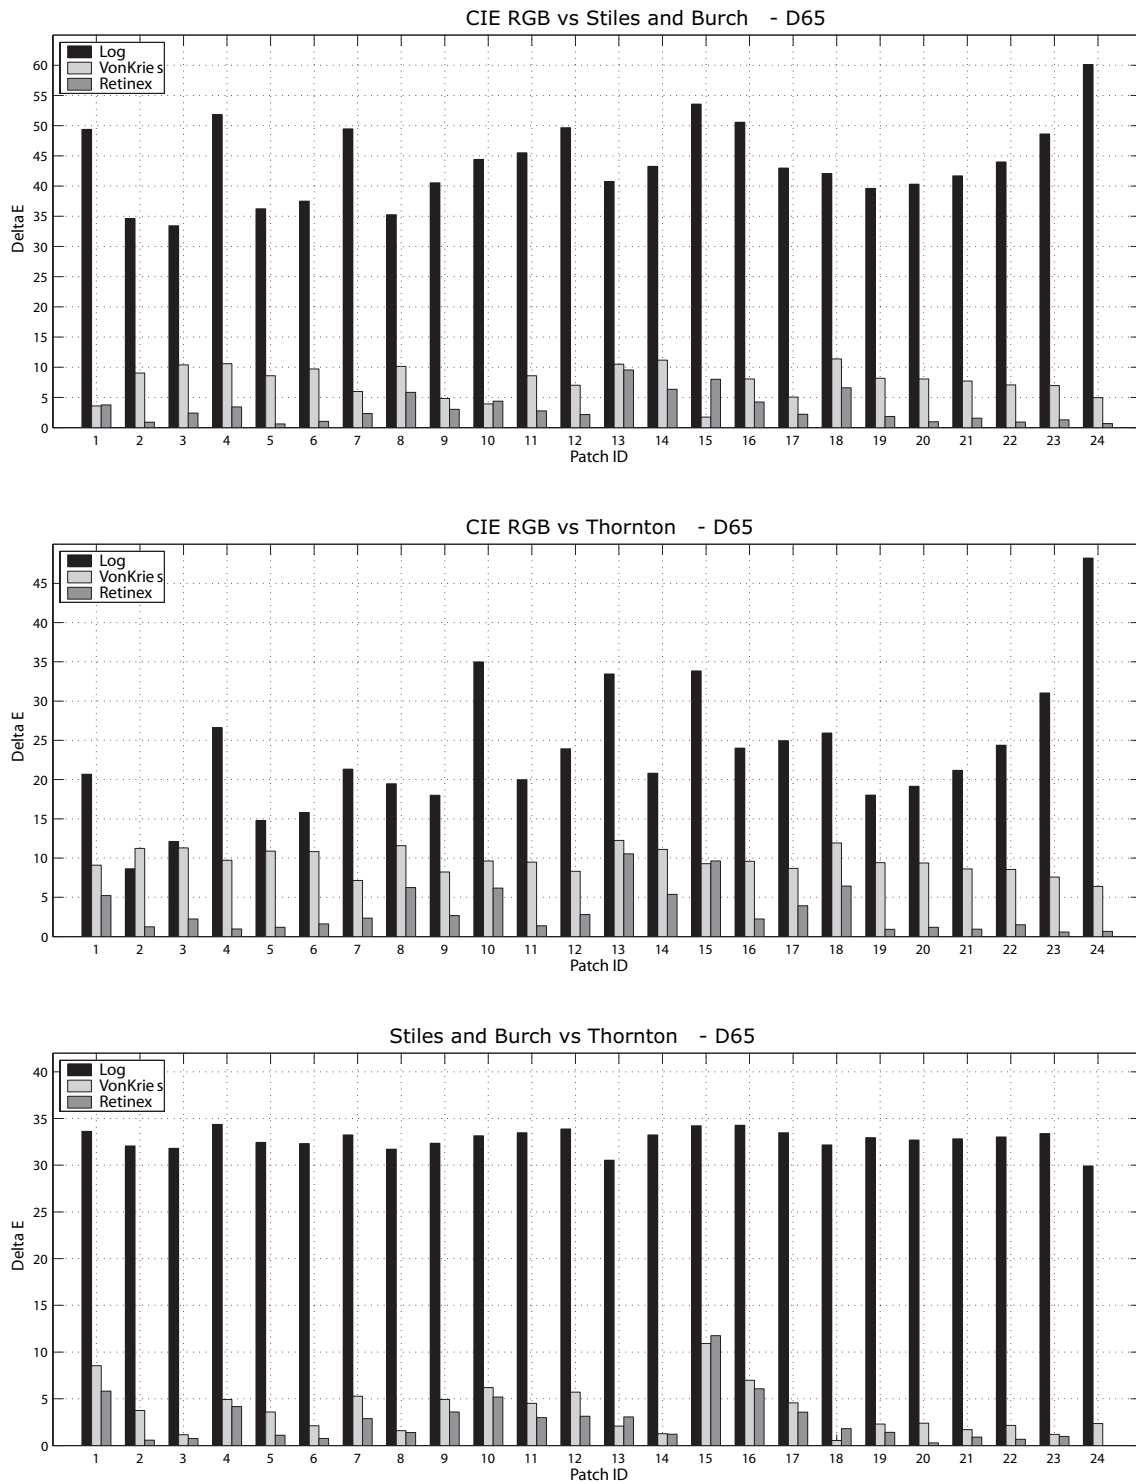 CIE RGB vs Stiles and Burch - D65
Log
VonKries
Retinex
60
55
50
45
40
35
30
25
20
15
10
5
0
Delta E
1 2 3 4 5 6 7 8 9 10 11 12 13 14 15 16 17 18 19 20 21 22 23 24
Patch ID
CIE RGB vs Thornton - D65
Log
VonKries
Retinex
45
40
35
30
25
20
15
10
5
0
Delta E
1 2 3 4 5 6 7 8 9 10 11 12 13 14 15 16 17 18 19 20 21 22 23 24
Patch ID
Stiles and Burch vs Thornton - D65
Log
VonKries
Retinex
40
35
30
25
20
15
10
5
0
Delta E
1 2 3 4 5 6 7 8 9 10 11 12 13 14 15 16 17 18 19 20 21 22 23 24
Patch ID